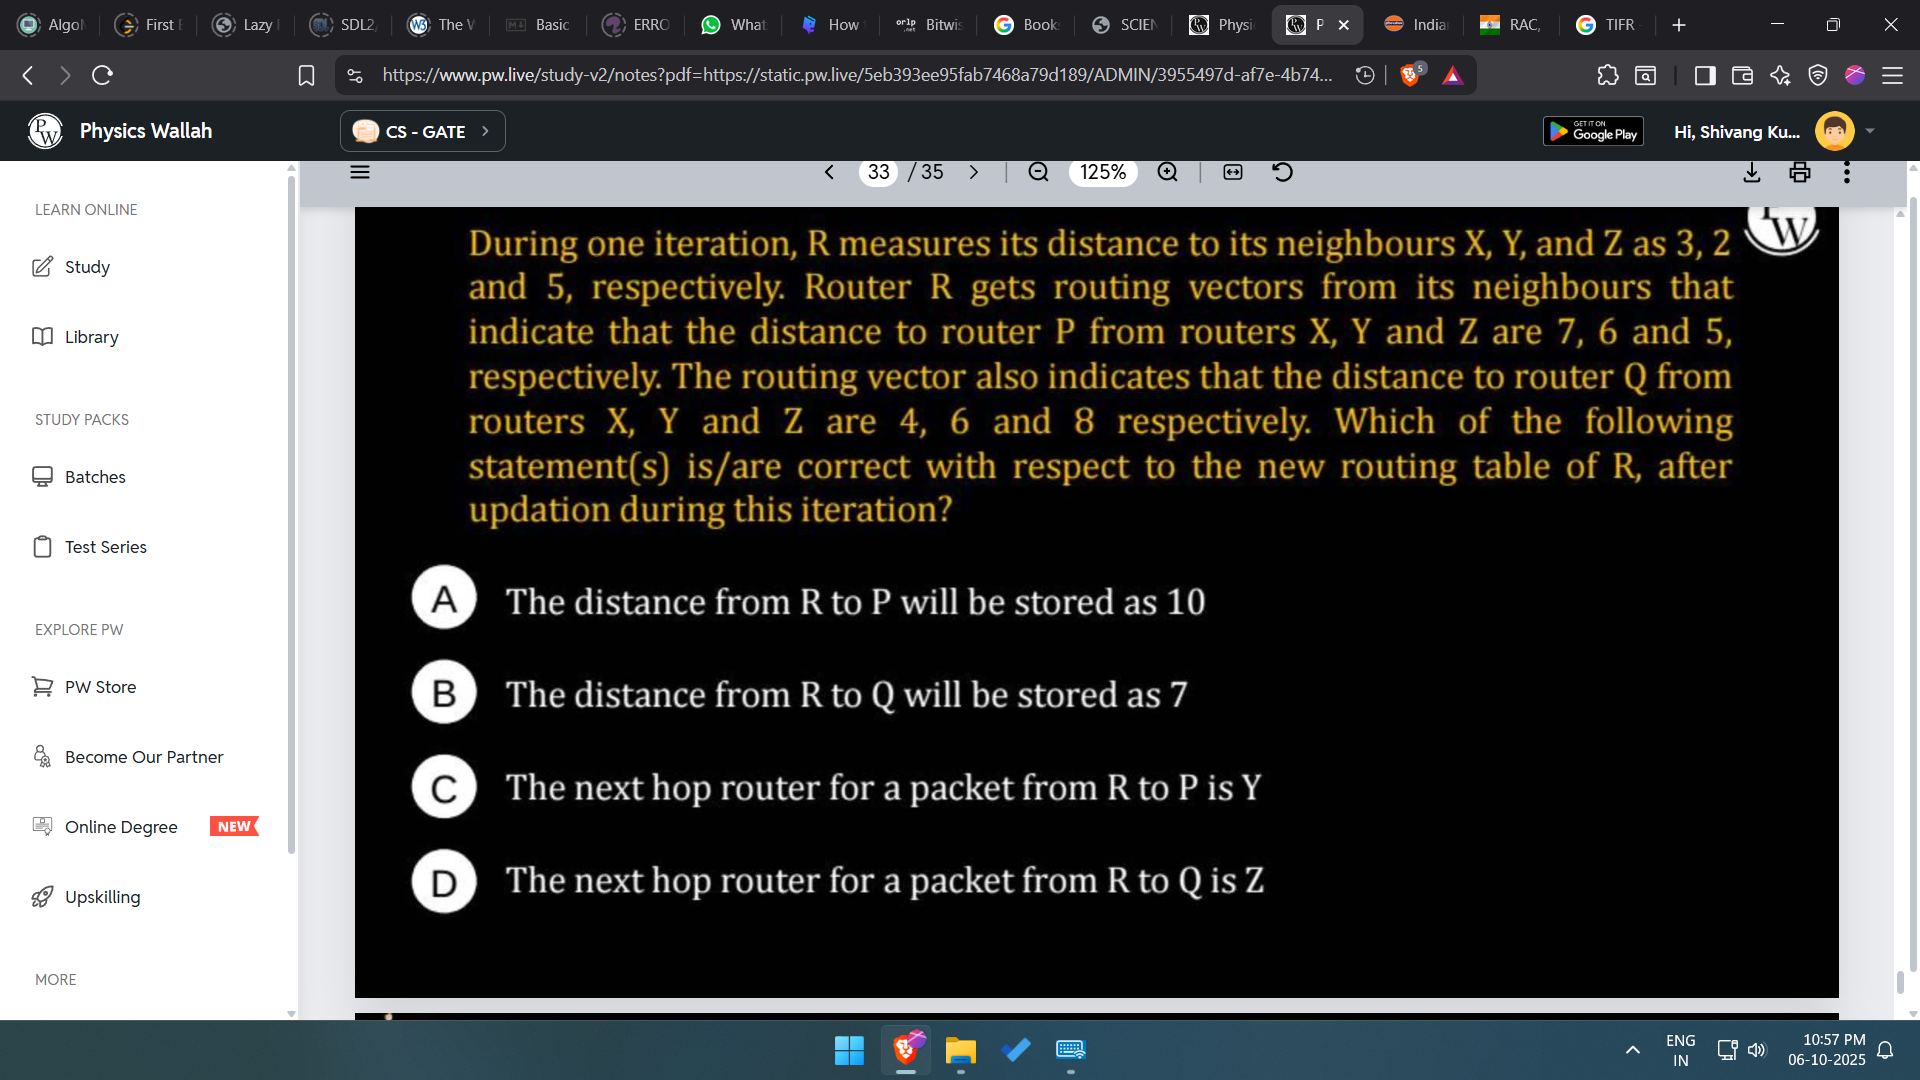 Algo
First
Lazy
SDL2,
The
Basic
ERRO
What
How
Bitwis
Book
SCIEN
Physi
P
India
RAC,
TIFR
https://www.pw.live/study-v2/notes?pdf=https://static.pw.live/5eb393ee95fab7468a79d189/ADMIN/3955497d-af7e-4b74...
5
Physics Wallah
CS - GATE
GET IT ON
Google Play
Hi, Shivang Ku...
33 / 35
125%
LEARN ONLINE
Study
Library
STUDY PACKS
Batches
Test Series
EXPLORE PW
PW Store
Become Our Partner
Online Degree NEW
Upskilling
MORE
During one iteration, R measures its distance to its neighbours X, Y, and Z as 3, 2
and 5, respectively. Router R gets routing vectors from its neighbours that
indicate that the distance to router P from routers X, Y and Z are 7, 6 and 5,
respectively. The routing vector also indicates that the distance to router Q from
routers X, Y and Z are 4, 6 and 8 respectively. Which of the following
statement(s) is/are correct with respect to the new routing table of R, after
updation during this iteration?
A The distance from R to P will be stored as 10
B The distance from R to Q will be stored as 7
C The next hop router for a packet from R to P is Y
D The next hop router for a packet from R to Q is Z
ENG
IN
10:57 PM
06-10-2025